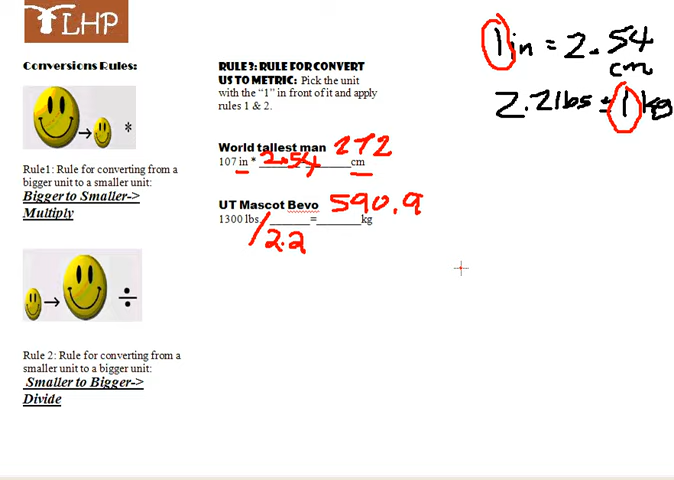 LHP
Conversions Rules:
*
Rule1: Rule for converting from a
bigger unit to a smaller unit:
Bigger to Smaller->
Multiply
÷
Rule 2: Rule for converting from a
smaller unit to a bigger unit:
Smaller to Bigger->
Divide
RULE 3: RULE FOR CONVERT
US TO METRIC: Pick the unit
with the “1” in front of it and apply
rules 1 & 2.
World tallest man 272
107 in * 2.54 ______ cm
UT Mascot Bevo 590.9
1300 lbs. ______=______kg
/2.2
1 in = 2.54
cm
2.2 lbs = 1 kg